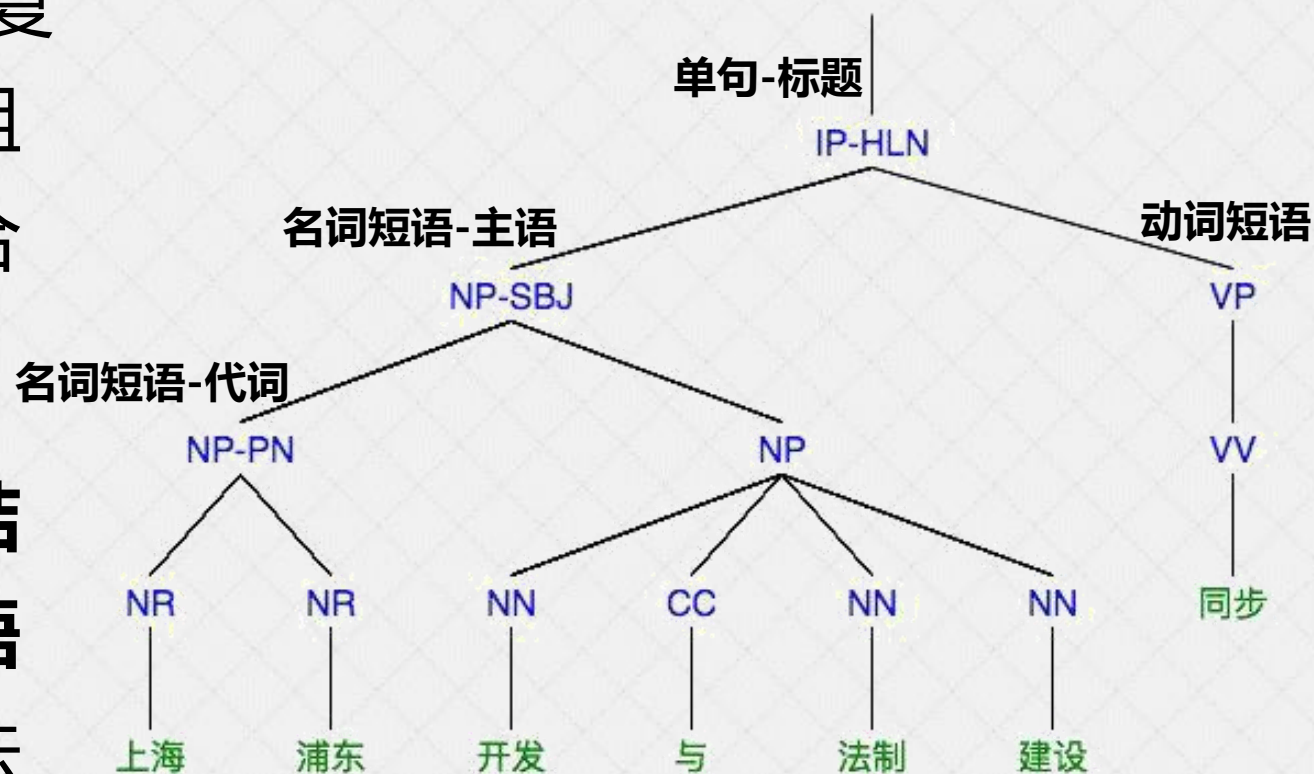 单句-标题
IP-HLN
名词短语-主语
动词短语
NP-SBJ
VP
名词短语-代词
NP-PN
NP
VV
NR
NR
NN
CC
NN
NN
同步
上海
浦东
开发
与
法制
建设